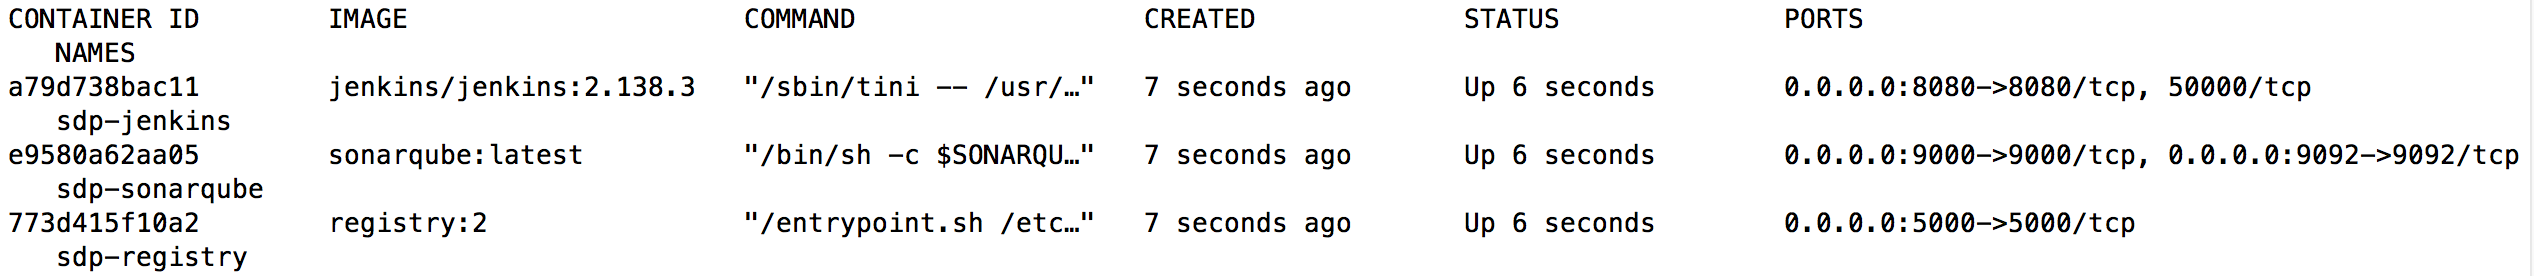 CONTAINER ID        IMAGE                     COMMAND                  CREATED             STATUS              PORTS
   NAMES
a79d738bac11        jenkins/jenkins:2.138.3   "/sbin/tini -- /usr/…"   7 seconds ago       Up 6 seconds        0.0.0.0:8080->8080/tcp, 50000/tcp
   sdp-jenkins
e9580a62aa05        sonarqube:latest          "/bin/sh -c $SONARQU…"   7 seconds ago       Up 6 seconds        0.0.0.0:9000->9000/tcp, 0.0.0.0:9092->9092/tcp
   sdp-sonarqube
773d415f10a2        registry:2                "/entrypoint.sh /etc…"   7 seconds ago       Up 6 seconds        0.0.0.0:5000->5000/tcp
   sdp-registry